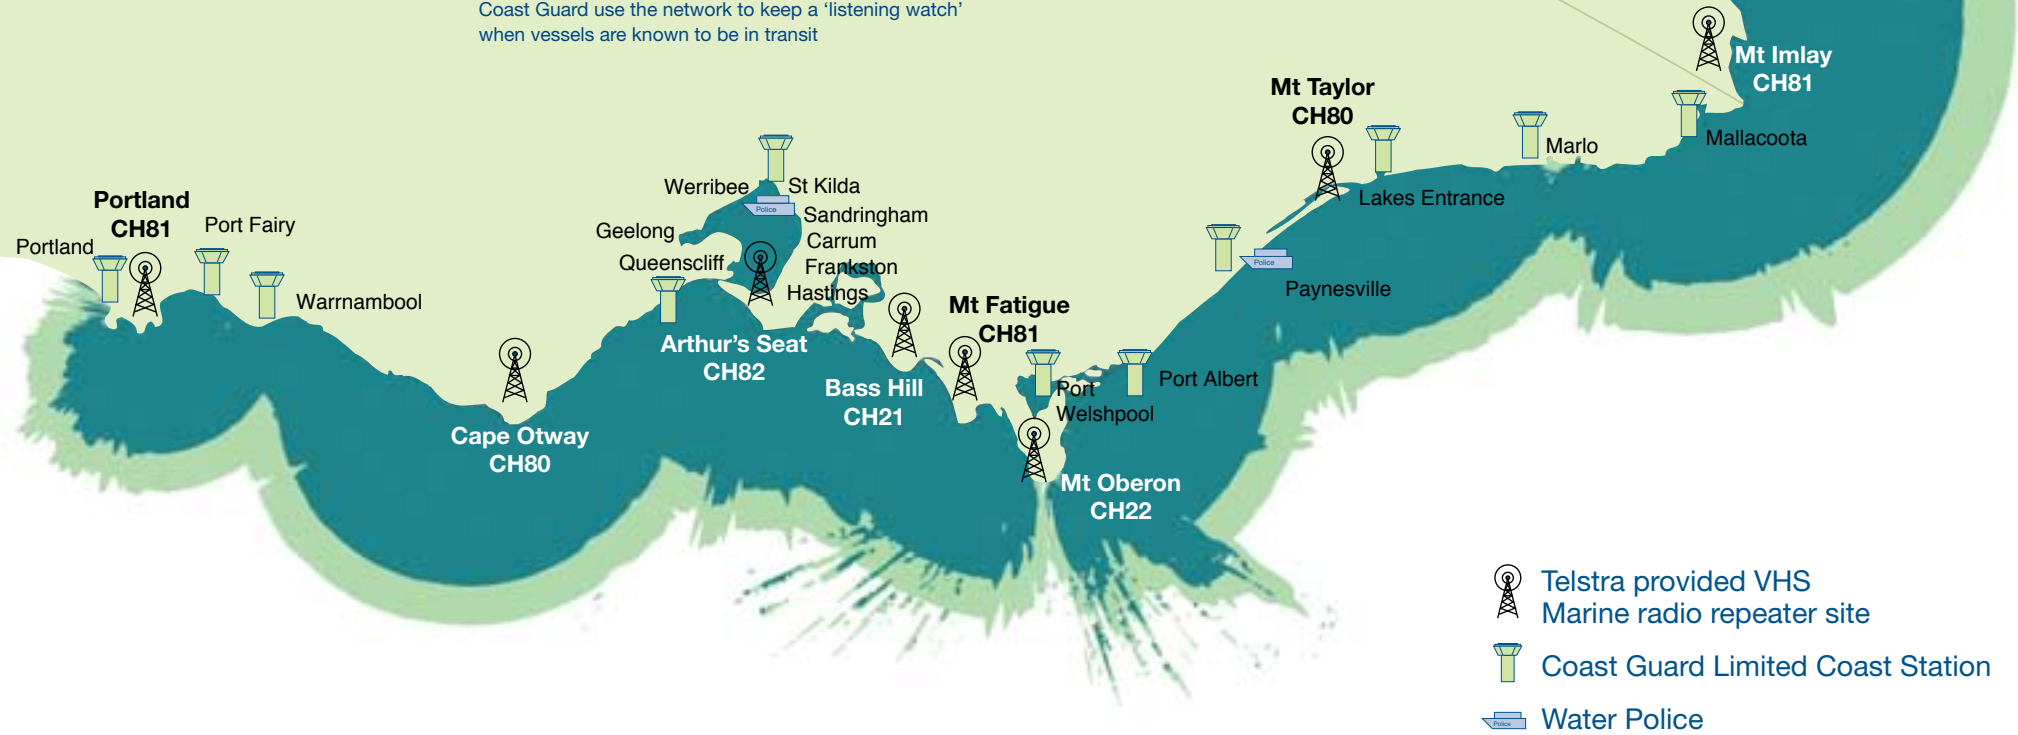 Coast Guard use the network to keep a ‘listening watch’
when vessels are known to be in transit
Mt Imlay
CH81
Mt Taylor
CH80
Mallacoota
Marlo
Lakes Entrance
Werribee
St Kilda
Police
Sandringham
Geelong
Carrum
Queenscliff
Frankston
Hastings
Portland
CH81
Portland
Port Fairy
Warrnambool
Police
Paynesville
Mt Fatigue
CH81
Arthur’s Seat
CH82
Bass Hill
CH21
Port
Welshpool
Port Albert
Cape Otway
CH80
Mt Oberon
CH22
Telstra provided VHS
Marine radio repeater site
Coast Guard Limited Coast Station
Police
Water Police